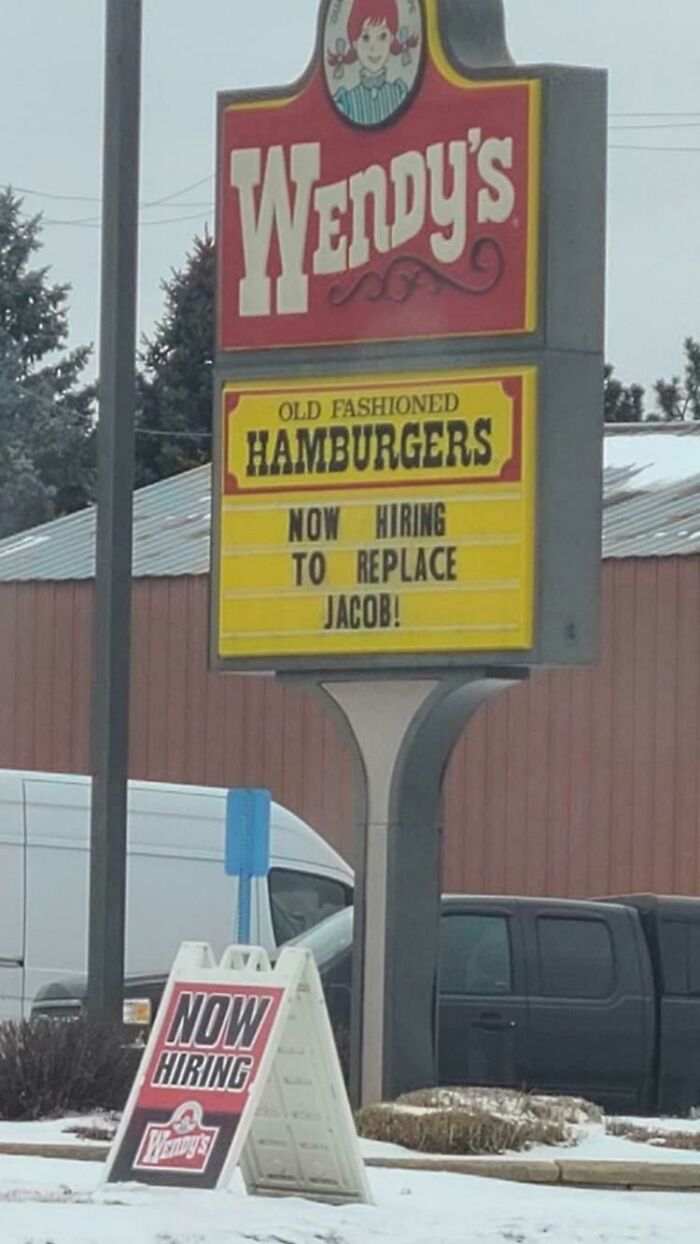 WENDY'S
OLD FASHIONED
HAMBURGERS
NOW HIRING
TO REPLACE
JACOB!
NOW
HIRING
WENDY'S